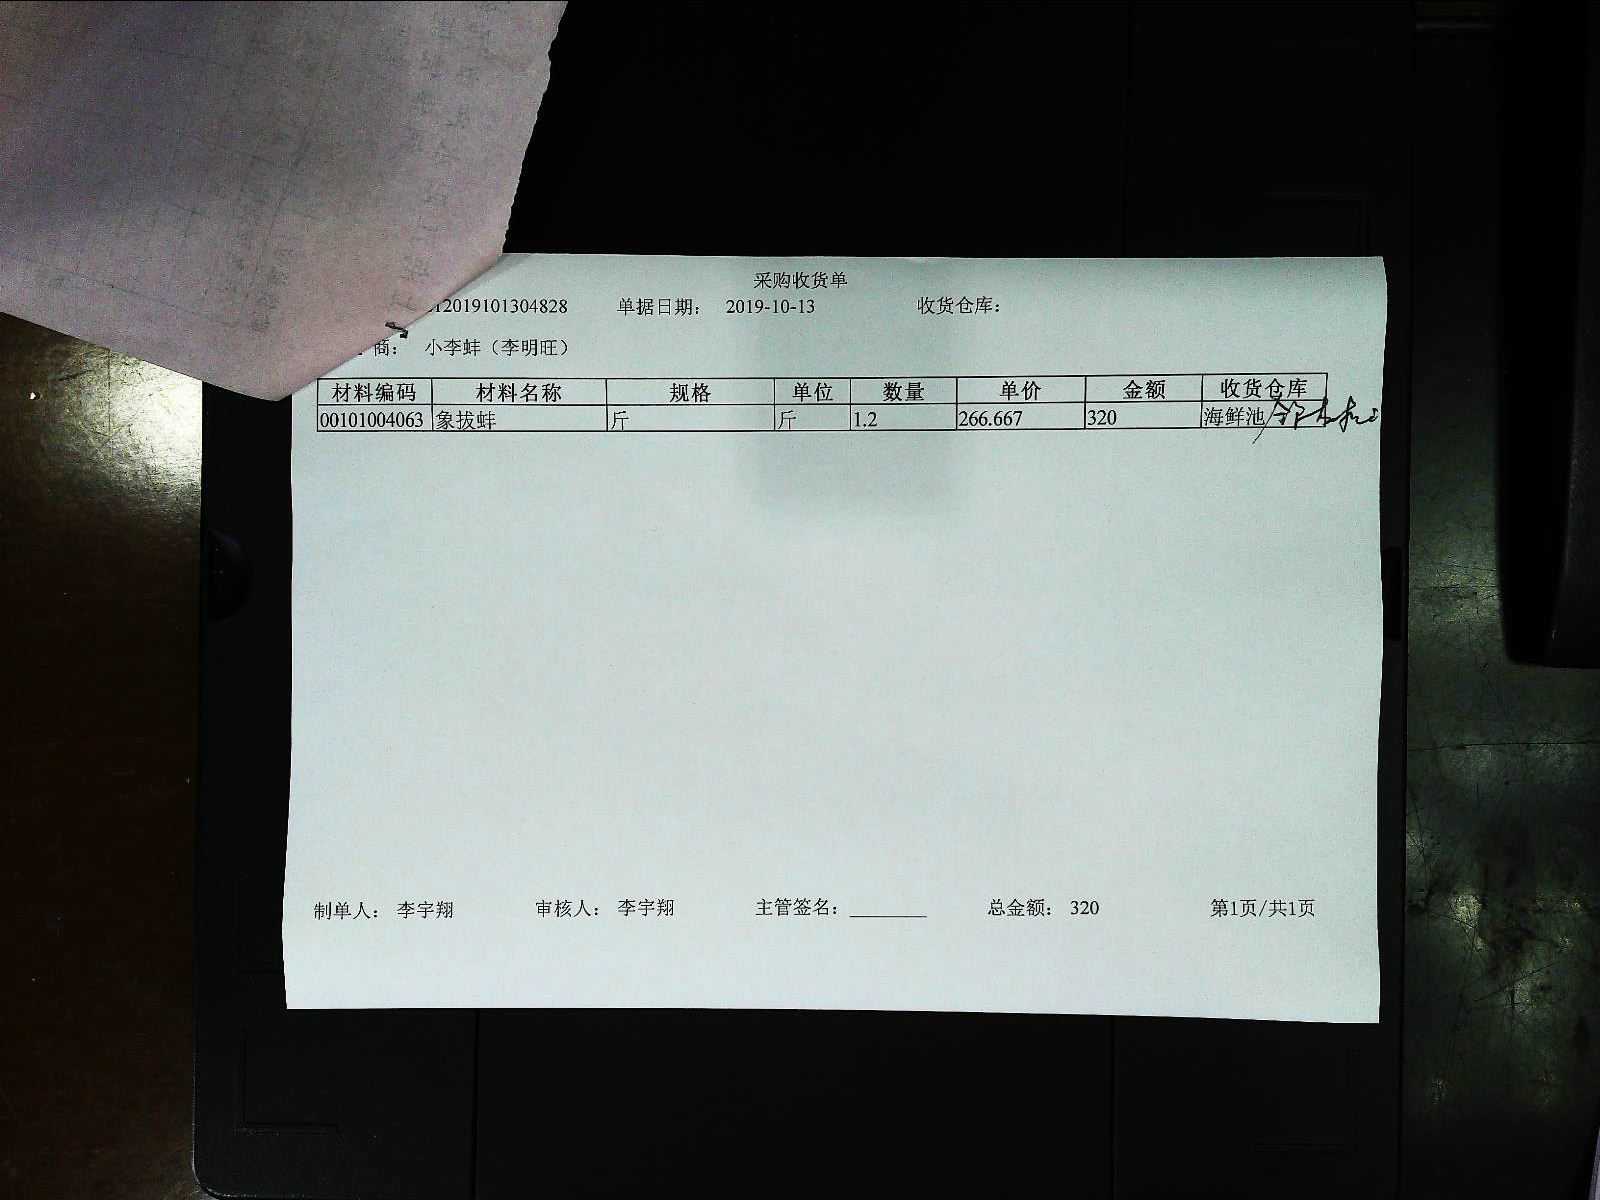 采购收货单
12019101304828 单据日期： 2019-10-13 收货仓库：
商： 小李蚌（李明旺）
材料编码 材料名称 规格 单位 数量 单价 金额 收货仓库
00101004063 象拔蚌 斤 斤 1.2 266.667 320 海鲜池
制单人： 李宇翔 审核人： 李宇翔 主管签名： 总金额： 320 第1页/共1页